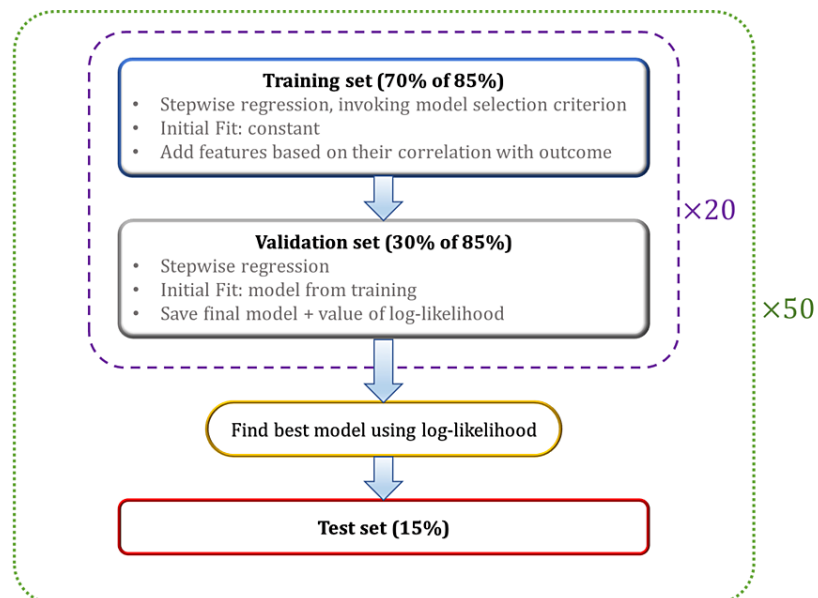 Training set (70% of 85%)
• Stepwise regression, invoking model selection criterion
• Initial Fit: constant
• Add features based on their correlation with outcome
×20
Validation set (30% of 85%)
• Stepwise regression
• Initial Fit: model from training
• Save final model + value of log-likelihood
×50
Find best model using log-likelihood
Test set (15%)